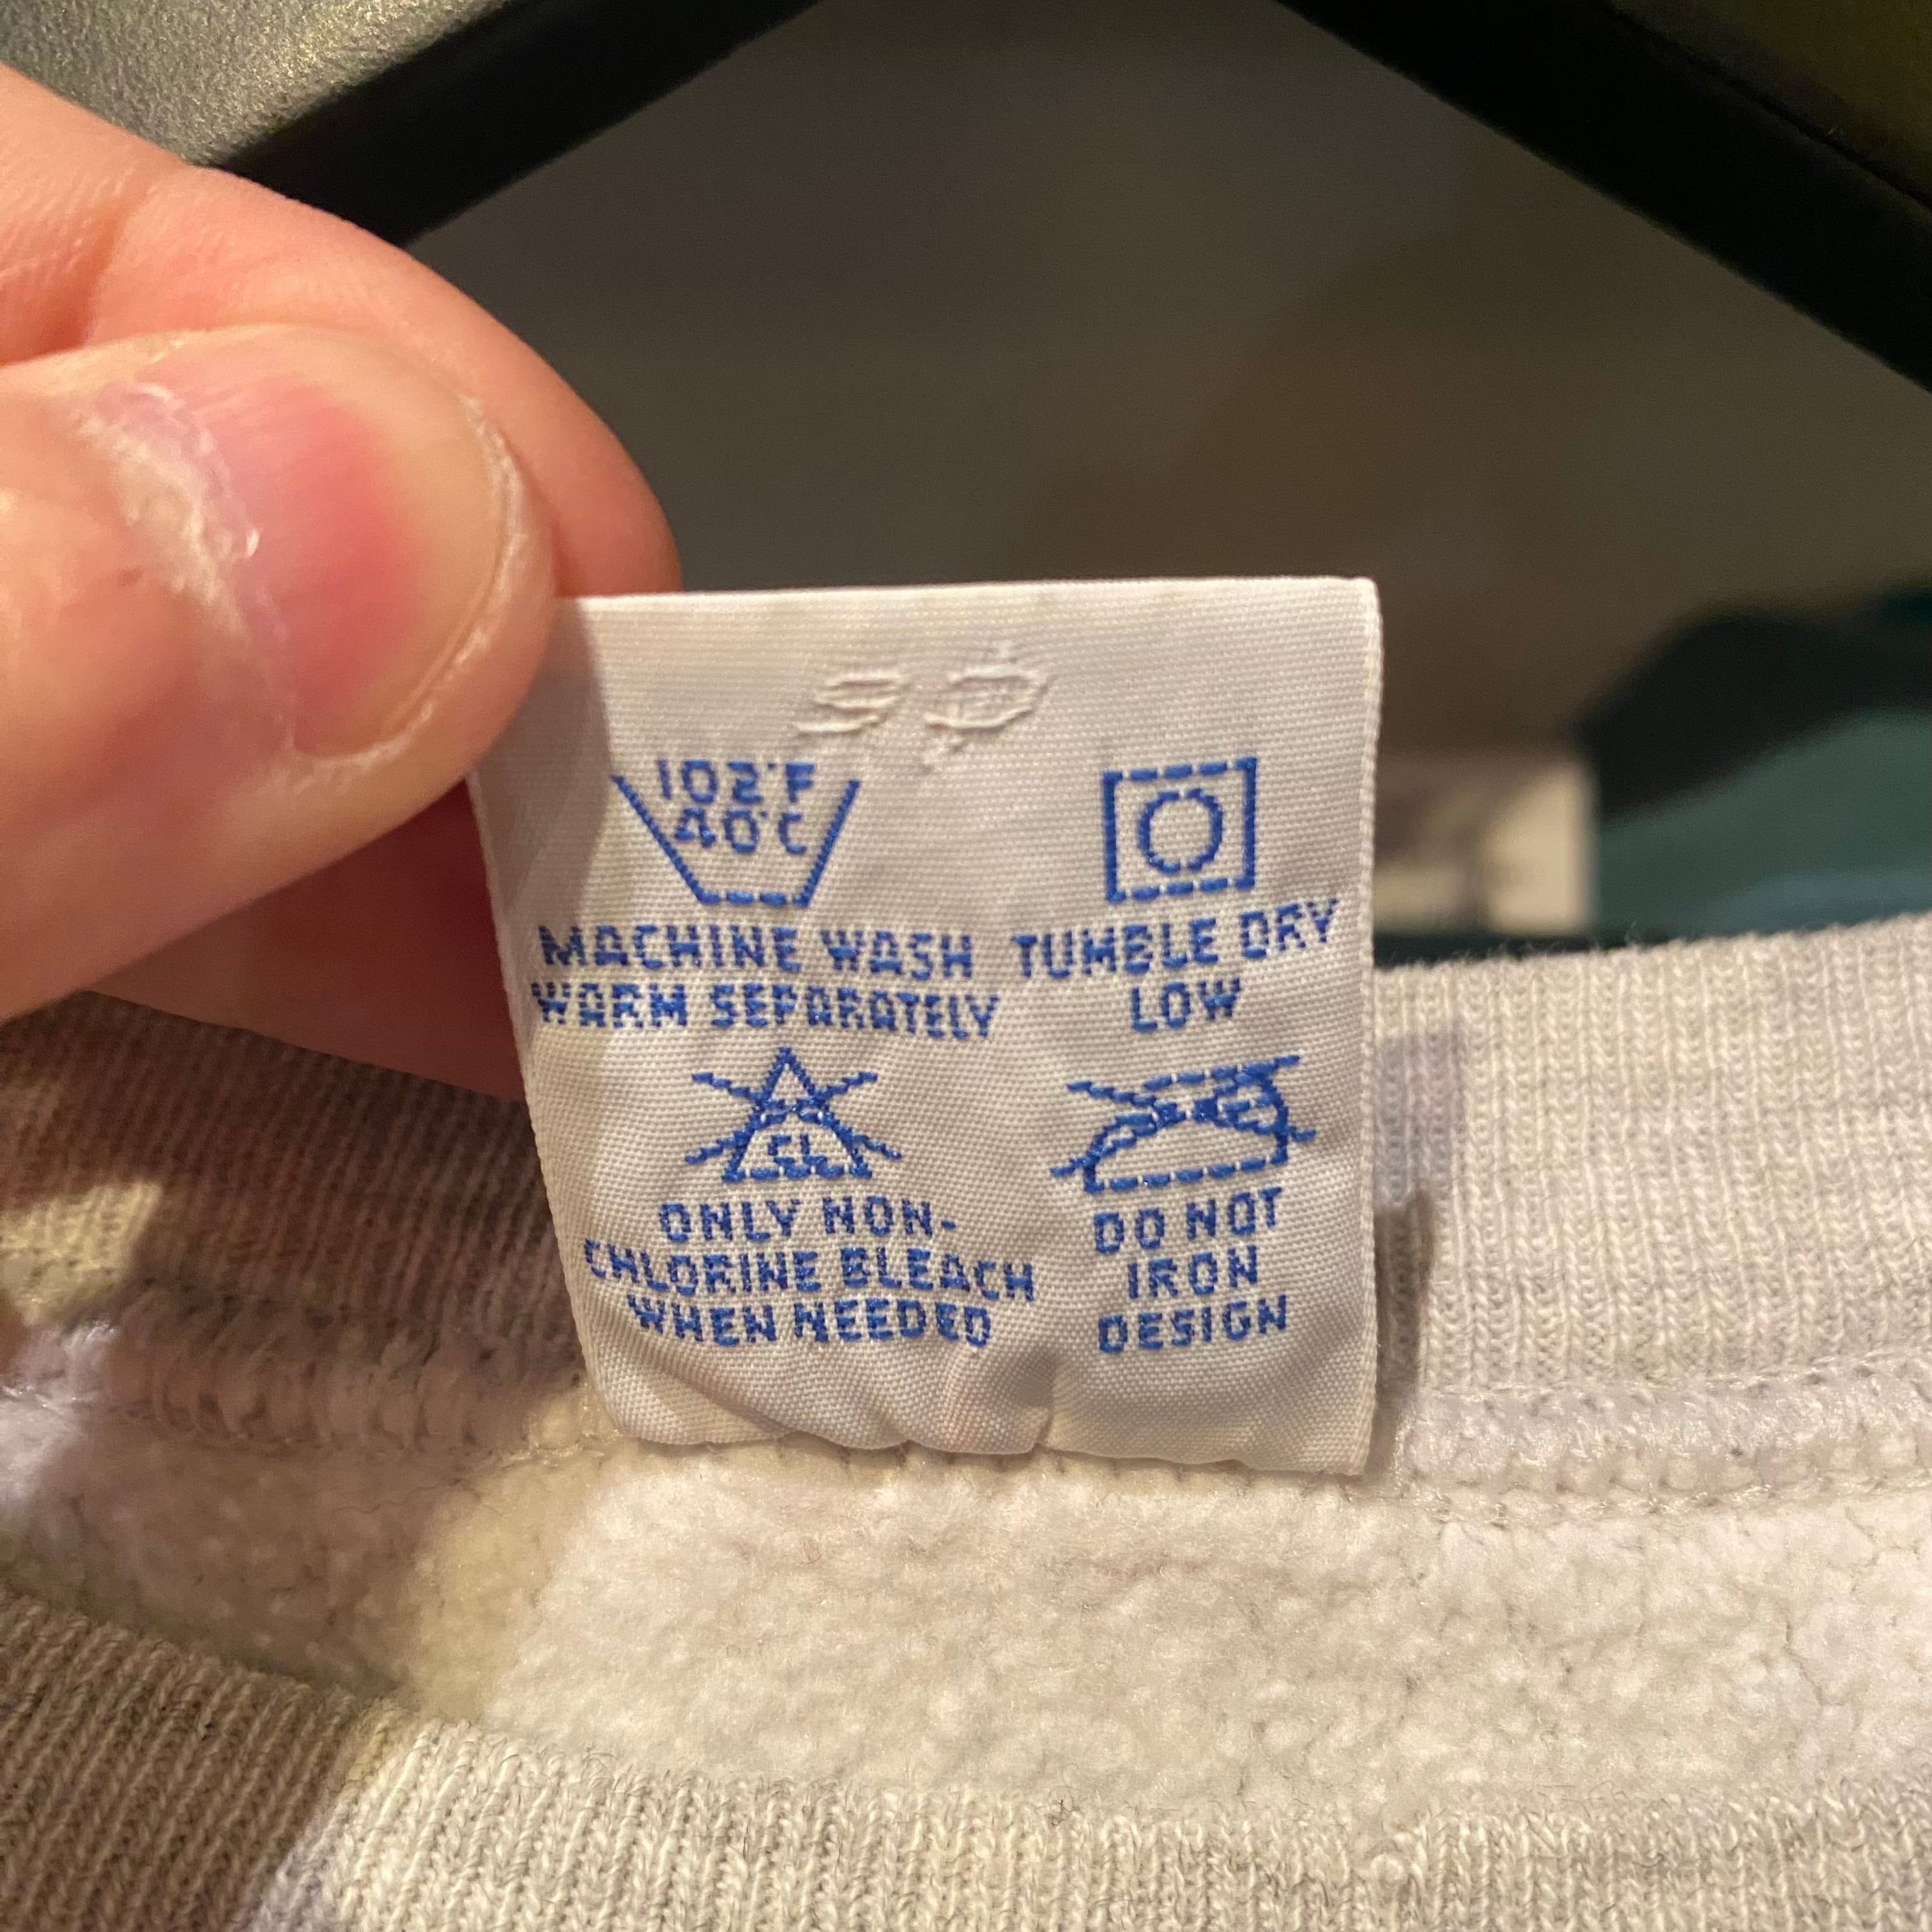 102°F
40°C
MACHINE WASH
WARM SEPARATELY
TUMBLE DRY
LOW
CL
ONLY NON-
CHLORINE BLEACH
WHEN NEEDED
DO NOT
IRON
DESIGN